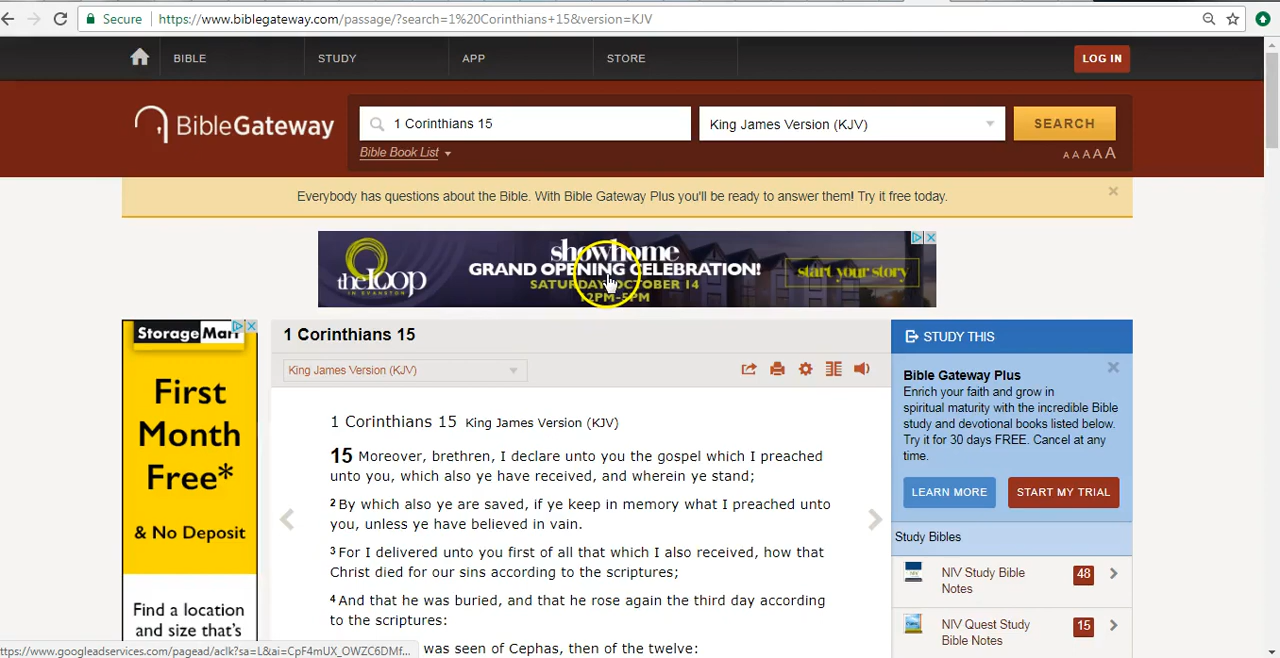 Secure https://www.biblegateway.com/passage/?search=1%20Corinthians+15&version=KJV
BIBLE STUDY APP STORE LOG IN
BibleGateway 1 Corinthians 15 King James Version (KJV) SEARCH
Bible Book List A A A A A
Everybody has questions about the Bible. With Bible Gateway Plus you'll be ready to answer them! Try it free today.
the loop
IN EVANSTON
showhome
GRAND OPENING CELEBRATION!
SATURDAY OCTOBER 14
12PM-5PM
start your story
StorageMart
First
Month
Free*
& No Deposit
Find a location
and size that's
1 Corinthians 15
King James Version (KJV)
1 Corinthians 15 King James Version (KJV)
15 Moreover, brethren, I declare unto you the gospel which I preached
unto you, which also ye have received, and wherein ye stand;
2 By which also ye are saved, if ye keep in memory what I preached unto
you, unless ye have believed in vain.
3 For I delivered unto you first of all that which I also received, how that
Christ died for our sins according to the scriptures;
4 And that he was buried, and that he rose again the third day according
to the scriptures:
was seen of Cephas, then of the twelve:
STUDY THIS
Bible Gateway Plus
Enrich your faith and grow in
spiritual maturity with the incredible Bible
study and devotional books listed below.
Try it for 30 days FREE. Cancel at any
time.
LEARN MORE START MY TRIAL
Study Bibles
NIV Study Bible
Notes
48
NIV Quest Study
Bible Notes
15
https://www.googleadservices.com/pagead/aclk?sa=L&ai=CpF4mUX_OWZC6DMf...